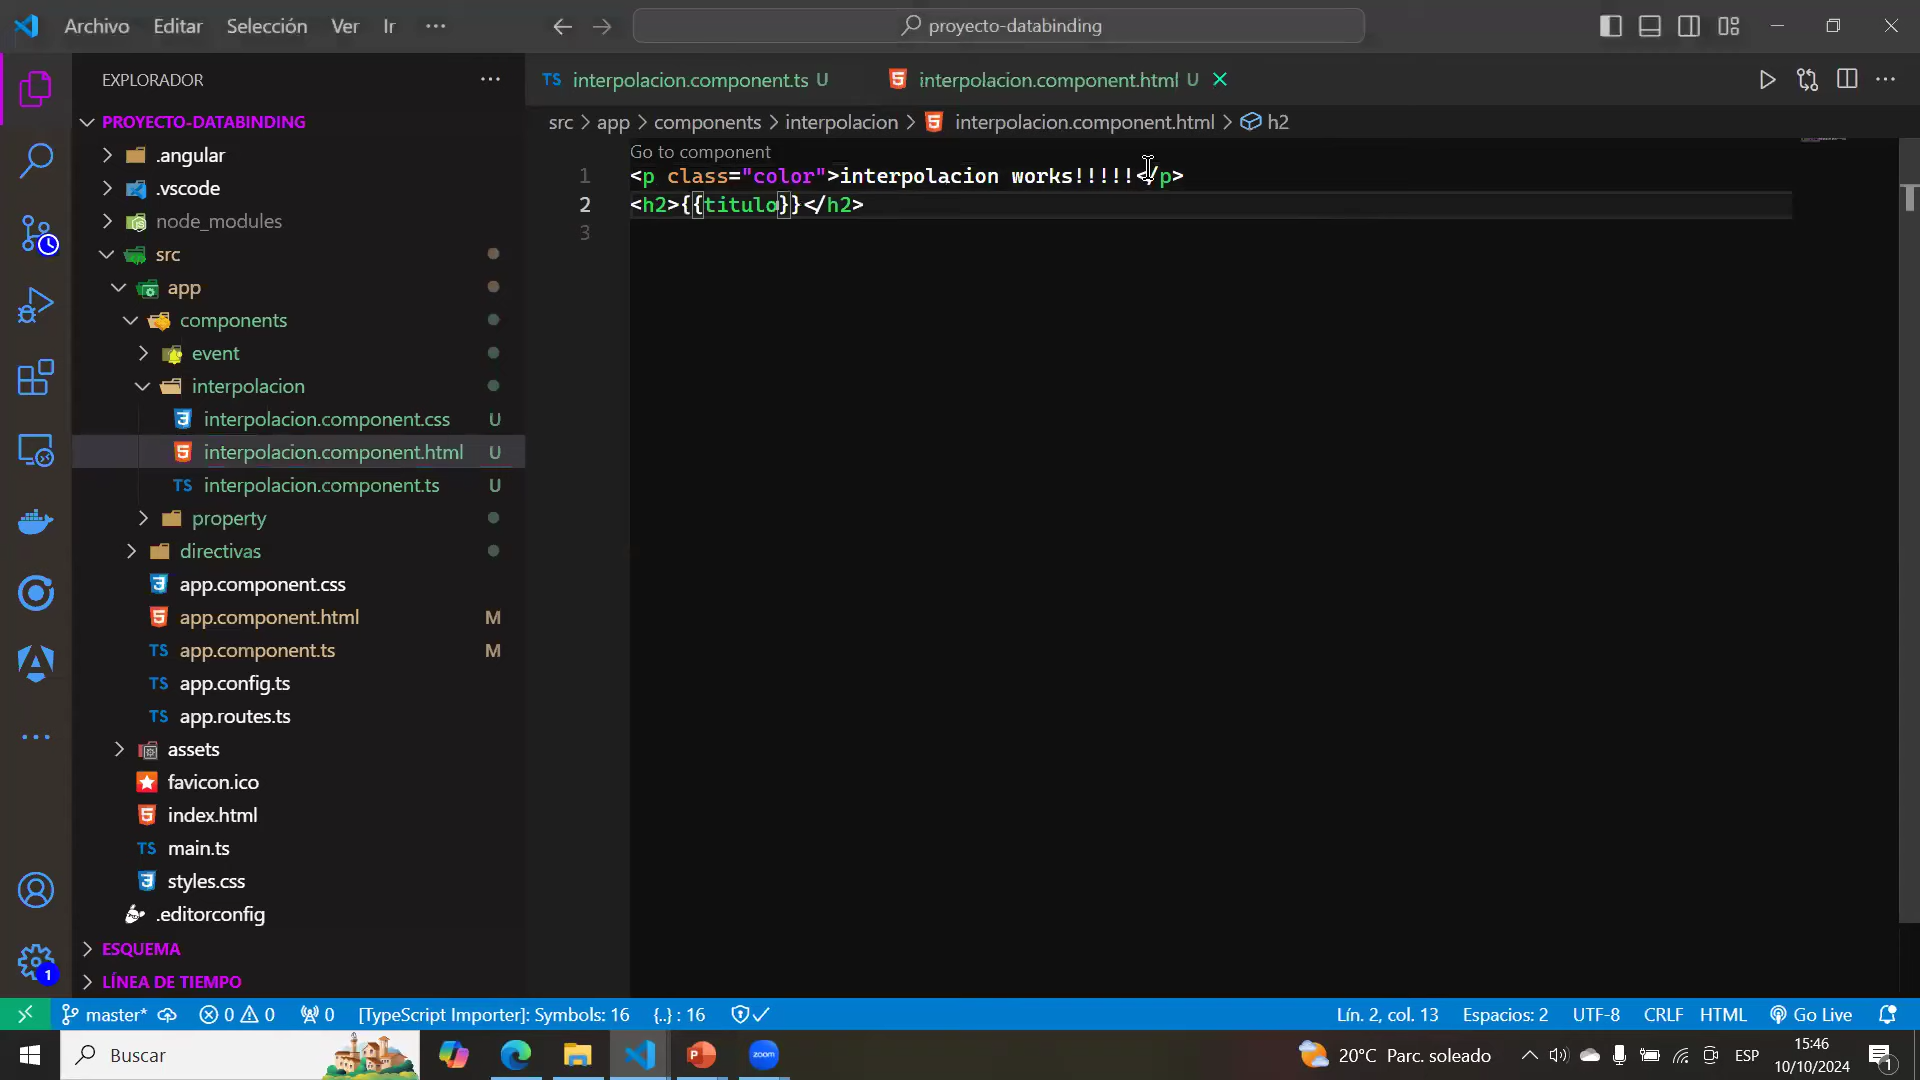 Archivo Editar Selección Ver Ir ··· proyecto-databinding
EXPLORADOR ···
TS interpolacion.component.ts U interpolacion.component.html U
PROYECTO-DATABINDING
src > app > components > interpolacion > interpolacion.component.html > h2
.angular
.vscode
node_modules
src
app
components
event
interpolacion
interpolacion.component.css U
interpolacion.component.html U
TS interpolacion.component.ts U
property
directivas
app.component.css
app.component.html M
TS app.component.ts M
TS app.config.ts
TS app.routes.ts
assets
favicon.ico
index.html
TS main.ts
styles.css
.editorconfig
ESQUEMA
LÍNEA DE TIEMPO
Go to component
1 <p class="color">interpolacion works!!!!!</p>
2 <h2>{{titulo}}</h2>
3
1
master* 0 0 0 [TypeScript Importer]: Symbols: 16 {..} : 16 Lín. 2, col. 13 Espacios: 2 UTF-8 CRLF HTML Go Live
Buscar zoom 20°C Parc. soleado ESP 15:46
10/10/2024 1